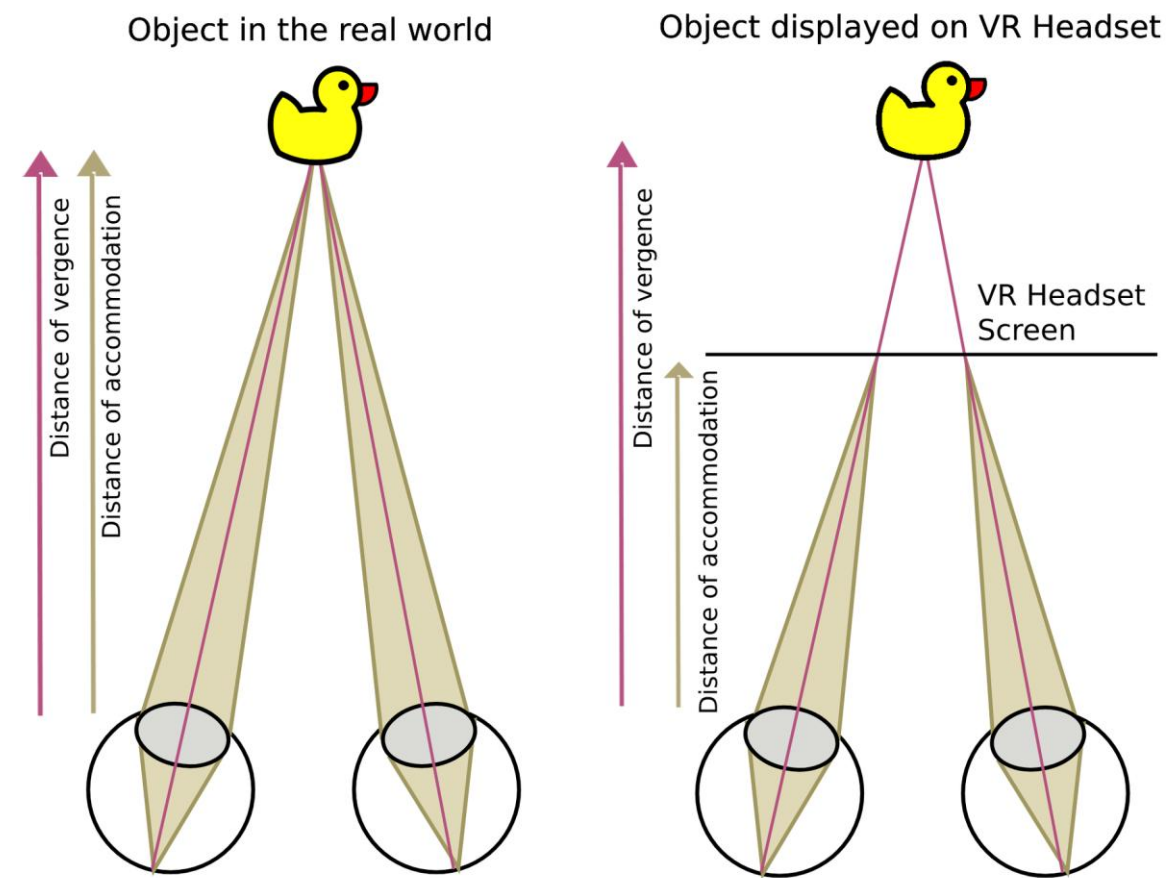 Object in the real world
Distance of vergence
Distance of accommodation
Object displayed on VR Headset
Distance of vergence
Distance of accommodation
VR Headset
Screen